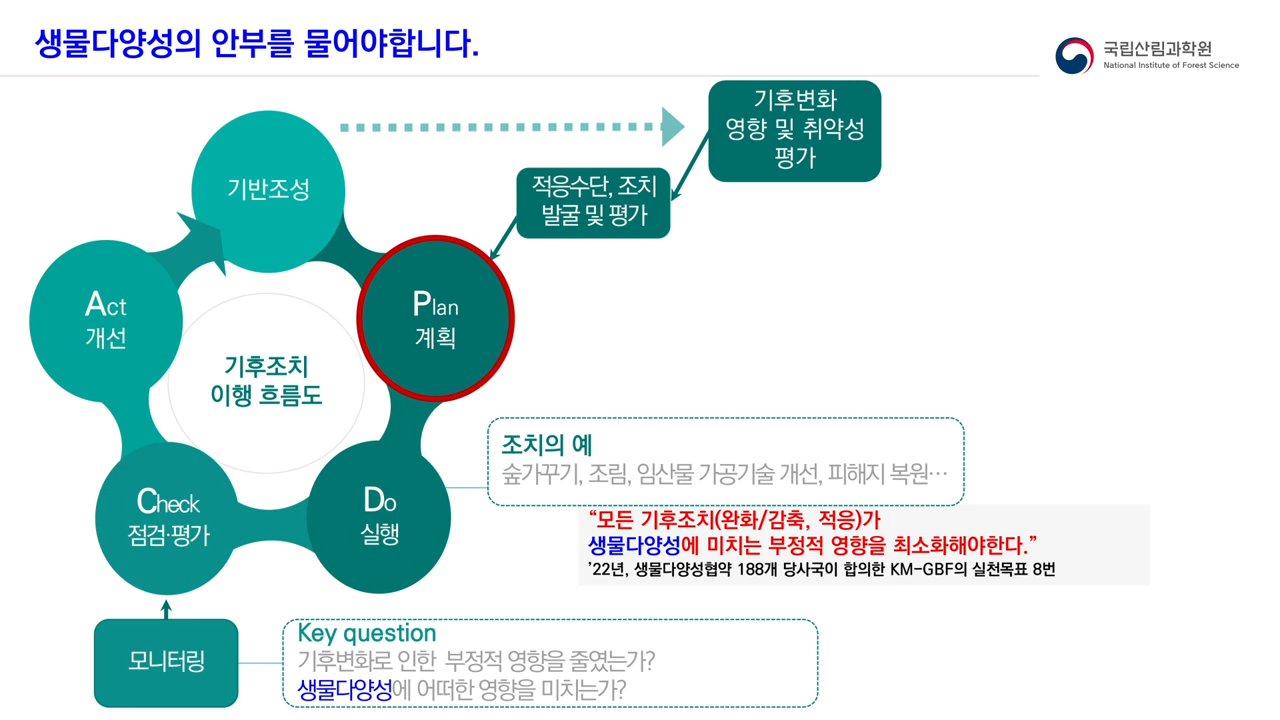 생물다양성의 안부를 물어야합니다.
국립산림과학원
National Institute of Forest Science
기후변화
영향 및 취약성
평가
적응수단, 조치
발굴 및 평가
기반조성
Plan
계획
Act
개선
기후조치
이행 흐름도
조치의 예
숲가꾸기, 조림, 임산물 가공기술 개선, 피해지 복원…
Check
점검·평가
Do
실행
“모든 기후조치(완화/감축, 적응)가
생물다양성에 미치는 부정적 영향을 최소화해야한다.”
’22년, 생물다양성협약 188개 당사국이 합의한 KM-GBF의 실천목표 8번
모니터링
Key question
기후변화로 인한 부정적 영향을 줄였는가?
생물다양성에 어떠한 영향을 미치는가?